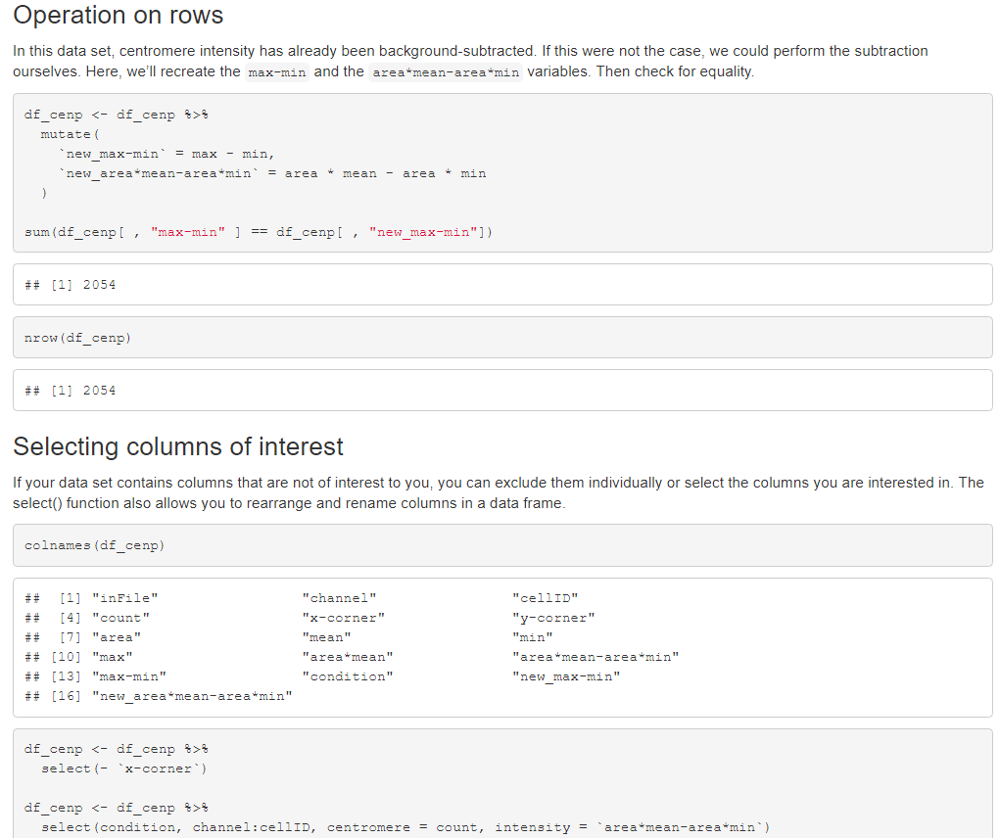 Operation on rows
In this data set, centromere intensity has already been background-subtracted. If this were not the case, we could perform the subtraction
ourselves. Here, we'll recreate the max-min and the area*mean-area*min variables. Then check for equality.
df_cenp <- df_cenp %>%
  mutate(
    `new_max-min` = max - min,
    `new_area*mean-area*min` = area * mean - area * min
  )
sum(df_cenp[ , "max-min" ] == df_cenp[ , "new_max-min"])
## [1] 2054
nrow(df_cenp)
## [1] 2054
Selecting columns of interest
If your data set contains columns that are not of interest to you, you can exclude them individually or select the columns you are interested in. The
select() function also allows you to rearrange and rename columns in a data frame.
colnames(df_cenp)
##  [1] "inFile"                 "channel"                "cellID"
##  [4] "count"                  "x-corner"               "y-corner"
##  [7] "area"                   "mean"                   "min"
## [10] "max"                    "area*mean"              "area*mean-area*min"
## [13] "max-min"                "condition"              "new_max-min"
## [16] "new_area*mean-area*min"
df_cenp <- df_cenp %>%
  select(- `x-corner`)
df_cenp <- df_cenp %>%
  select(condition, channel:cellID, centromere = count, intensity = `area*mean-area*min`)